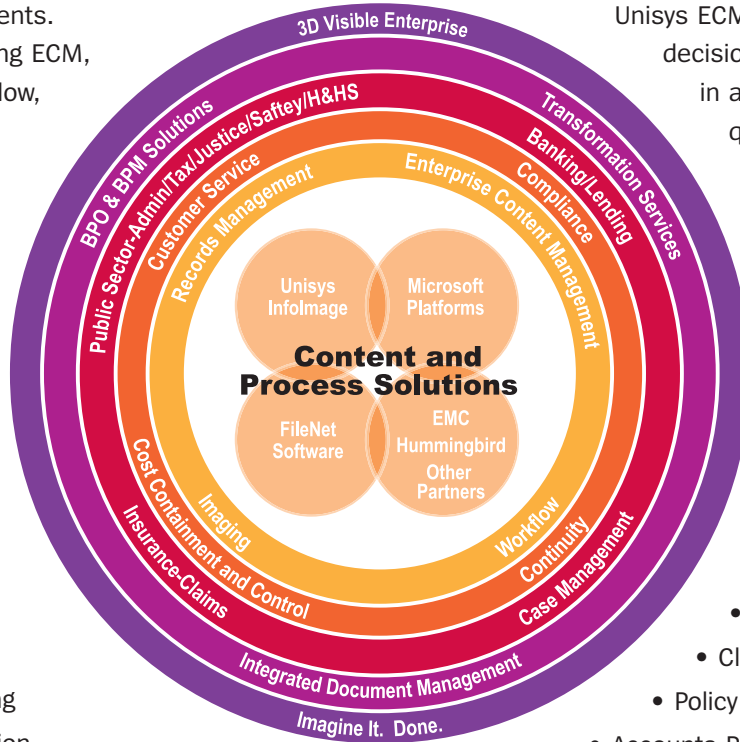 ents.
ng ECM,
low,
Unisys ECM
decision
in a
q
3D Visible Enterprise
BPO & BPM Solutions
Transformation Services
Public Sector-Admin/Tax/Justice/Saftey/H&HS
Banking/Lending
Customer Service
Compliance
Records Management
Enterprise Content Management
Unisys
InfoImage
Microsoft
Platforms
Content and
Process Solutions
FileNet
Software
EMC
Hummingbird
Other
Partners
Imaging
Workflow
Cost Containment and Control
Continuity
Insurance-Claims
Case Management
Integrated Document Management
Imagine It. Done.
•
• Cl
• Policy
g